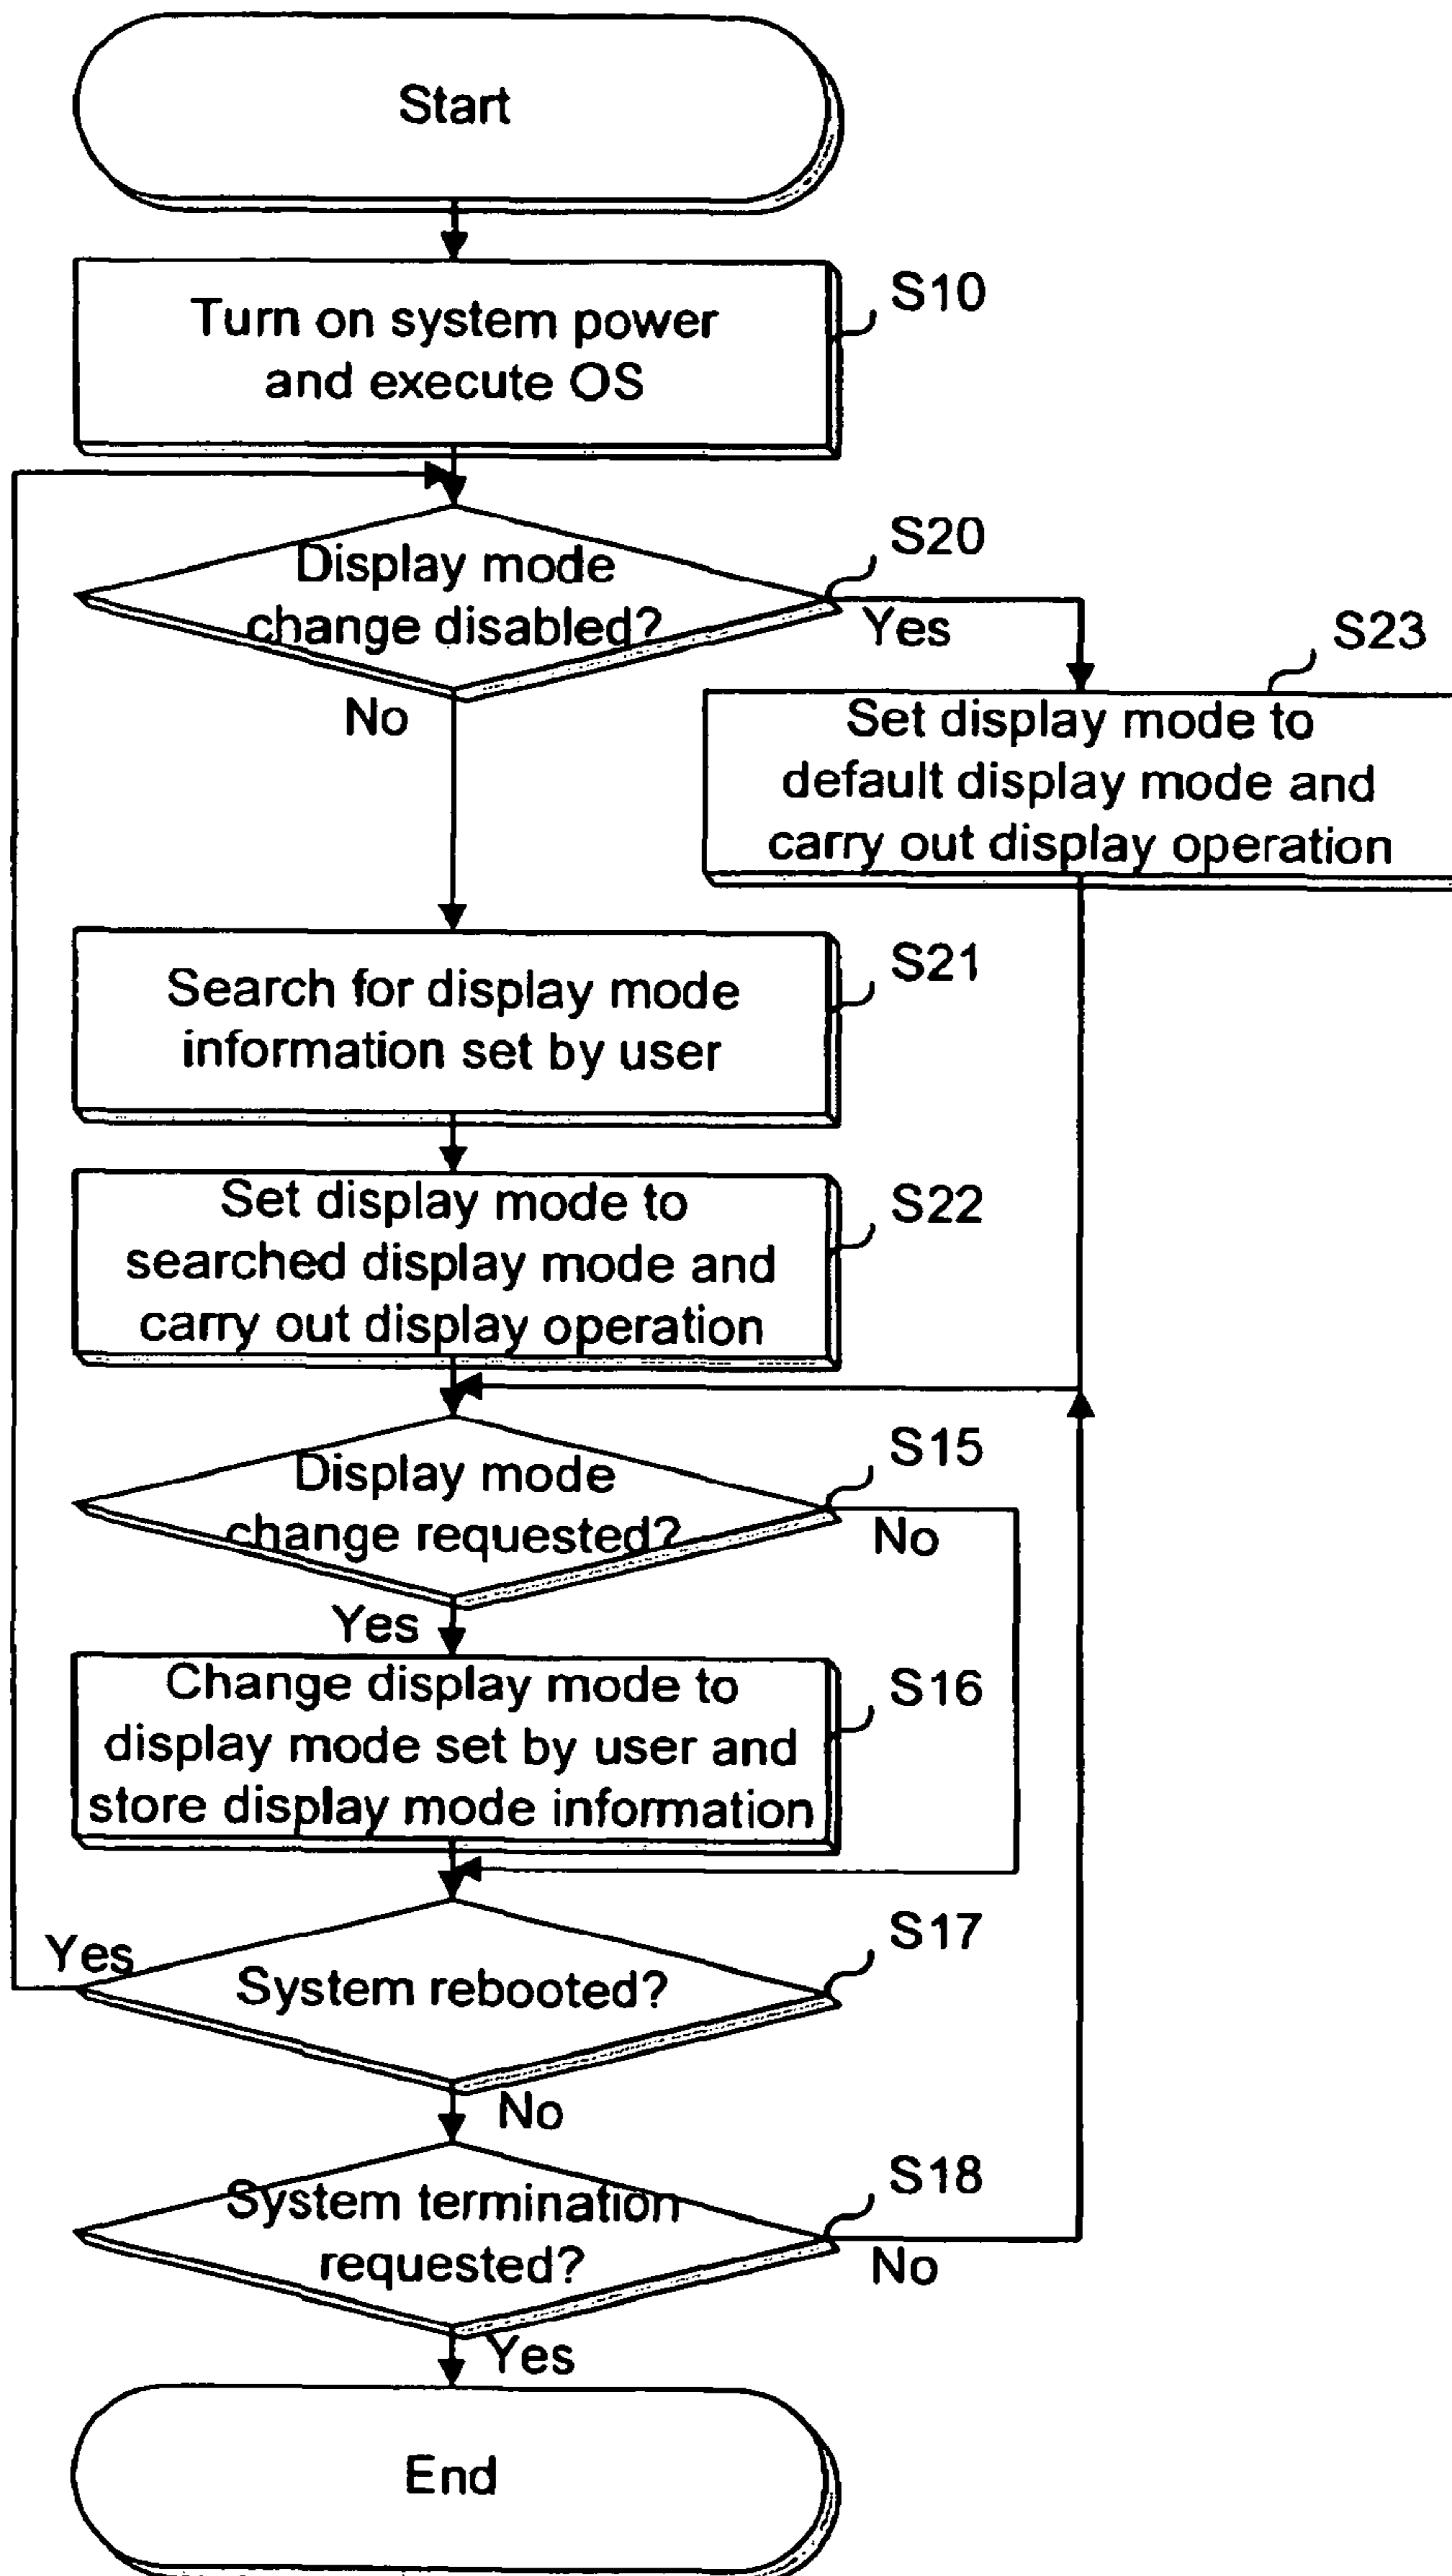 Start
Turn on system power
and execute OS
S10
Display mode
change disabled?
S20
Yes
No
S23
Set display mode to
default display mode and
carry out display operation
Search for display mode
information set by user
S21
Set display mode to
searched display mode and
carry out display operation
S22
Display mode
change requested?
S15
No
Yes
Change display mode to
display mode set by user and
store display mode information
S16
System rebooted?
S17
Yes
No
System termination
requested?
S18
No
Yes
End